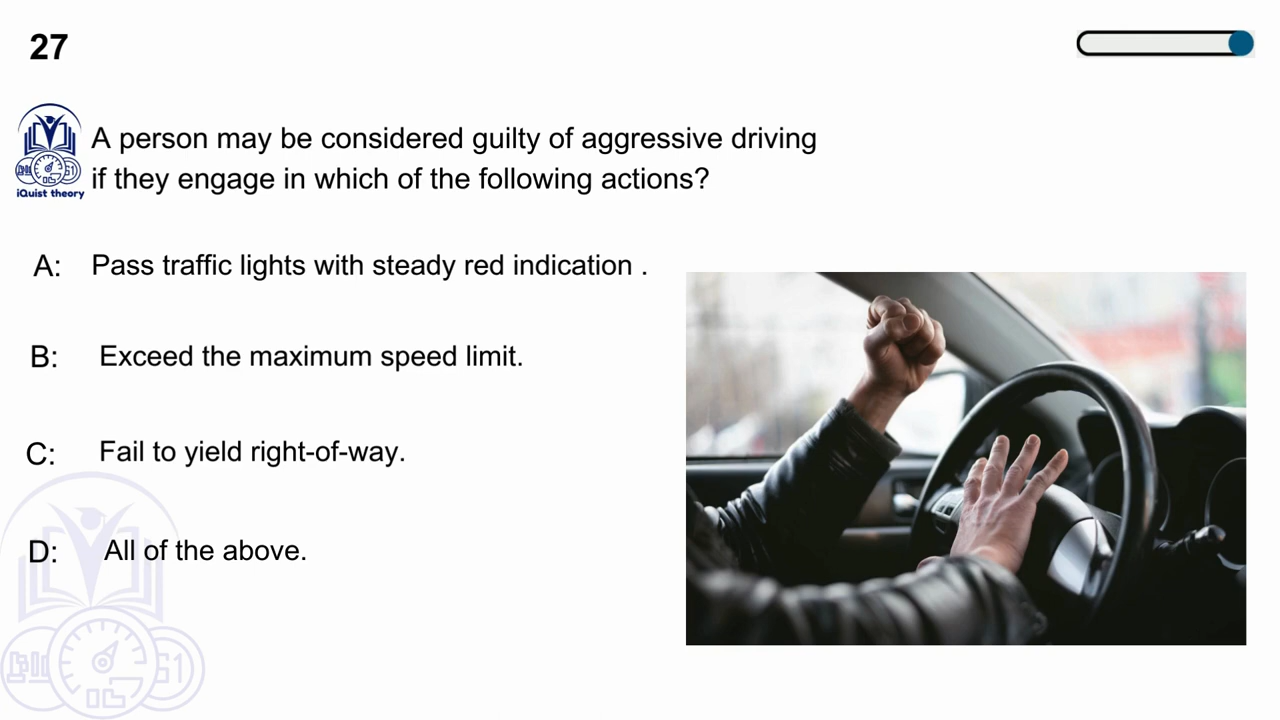 27
A person may be considered guilty of aggressive driving
if they engage in which of the following actions?
iQuist theory
A: Pass traffic lights with steady red indication .
B: Exceed the maximum speed limit.
C: Fail to yield right-of-way.
D: All of the above.